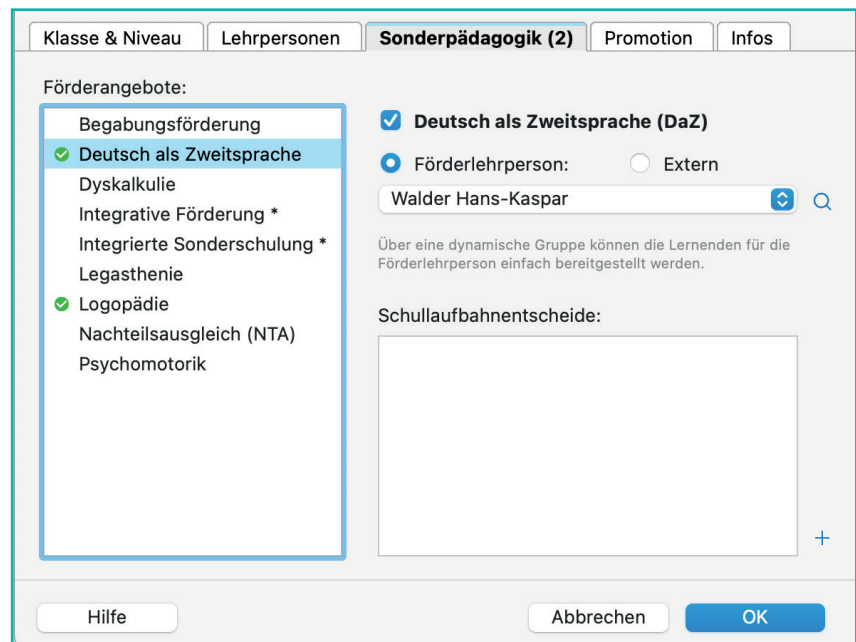 Klasse & Niveau
Lehrpersonen
Sonderpädagogik (2)
Promotion
Infos
Förderangebote:
Begabungsförderung
Deutsch als Zweitsprache
Dyskalkulie
Integrative Förderung *
Integrierte Sonderschulung *
Legasthenie
Logopädie
Nachteilsausgleich (NTA)
Psychomotorik
Deutsch als Zweitsprache (DaZ)
Förderlehrperson:
Extern
Walder Hans-Kaspar
Über eine dynamische Gruppe können die Lernenden für die
Förderlehrperson einfach bereitgestellt werden.
Schullaufbahnentscheide:
Hilfe
Abbrechen
OK